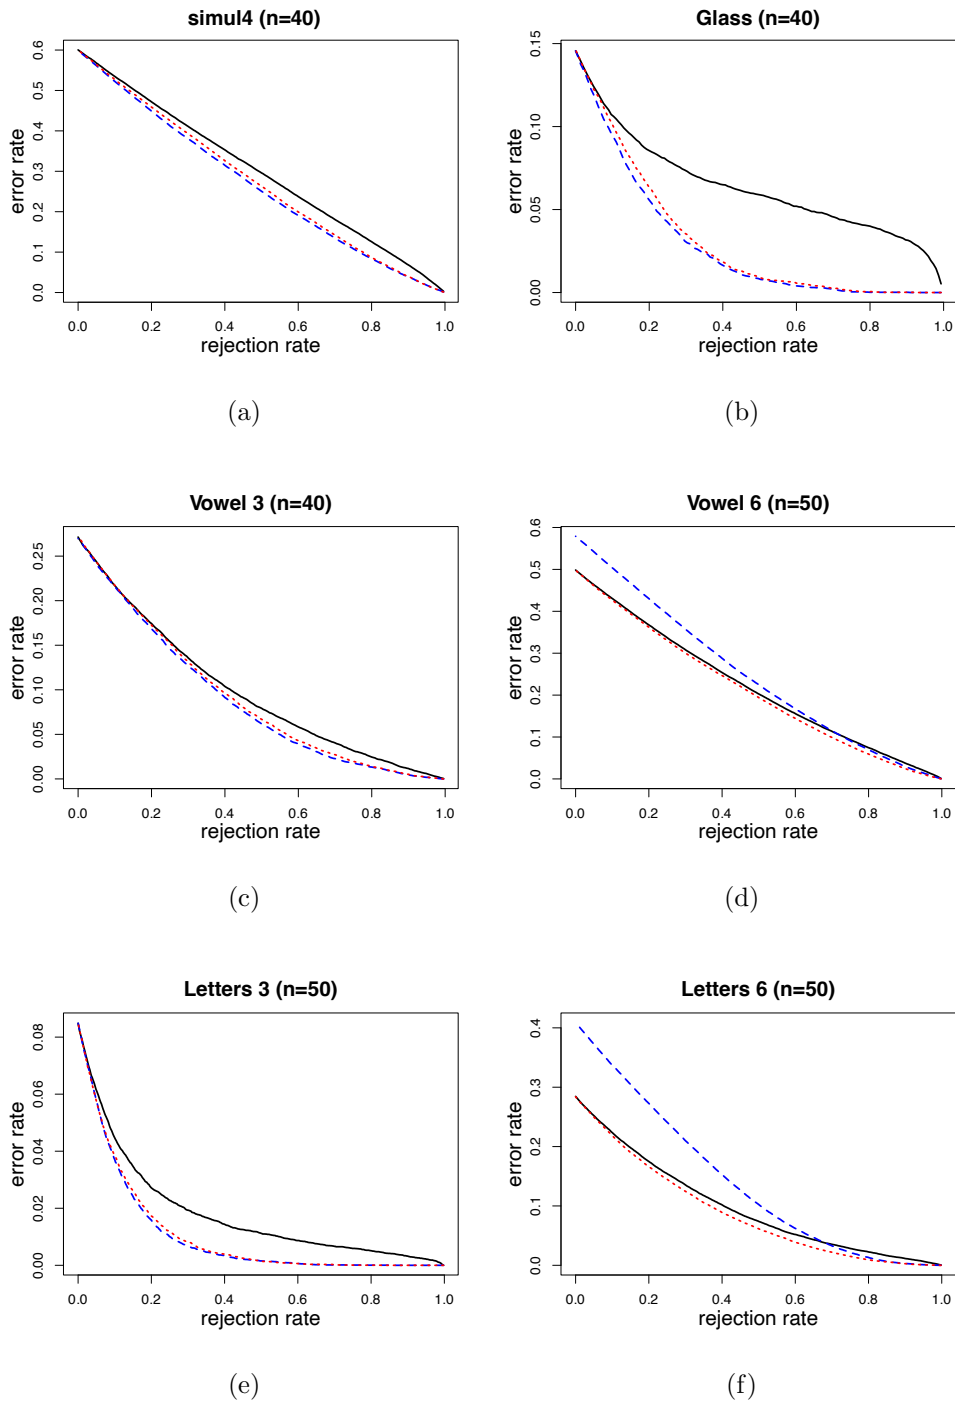 simul4 (n=40)
error rate
0.0 0.1 0.2 0.3 0.4 0.5 0.6
0.0 0.2 0.4 0.6 0.8 1.0
rejection rate
(a)
Glass (n=40)
error rate
0.00 0.05 0.10 0.15
0.0 0.2 0.4 0.6 0.8 1.0
rejection rate
(b)
Vowel 3 (n=40)
error rate
0.00 0.05 0.10 0.15 0.20 0.25
0.0 0.2 0.4 0.6 0.8 1.0
rejection rate
(c)
Vowel 6 (n=50)
error rate
0.0 0.1 0.2 0.3 0.4 0.5 0.6
0.0 0.2 0.4 0.6 0.8 1.0
rejection rate
(d)
Letters 3 (n=50)
error rate
0.00 0.02 0.04 0.06 0.08
0.0 0.2 0.4 0.6 0.8 1.0
rejection rate
(e)
Letters 6 (n=50)
error rate
0.0 0.1 0.2 0.3 0.4
0.0 0.2 0.4 0.6 0.8 1.0
rejection rate
(f)